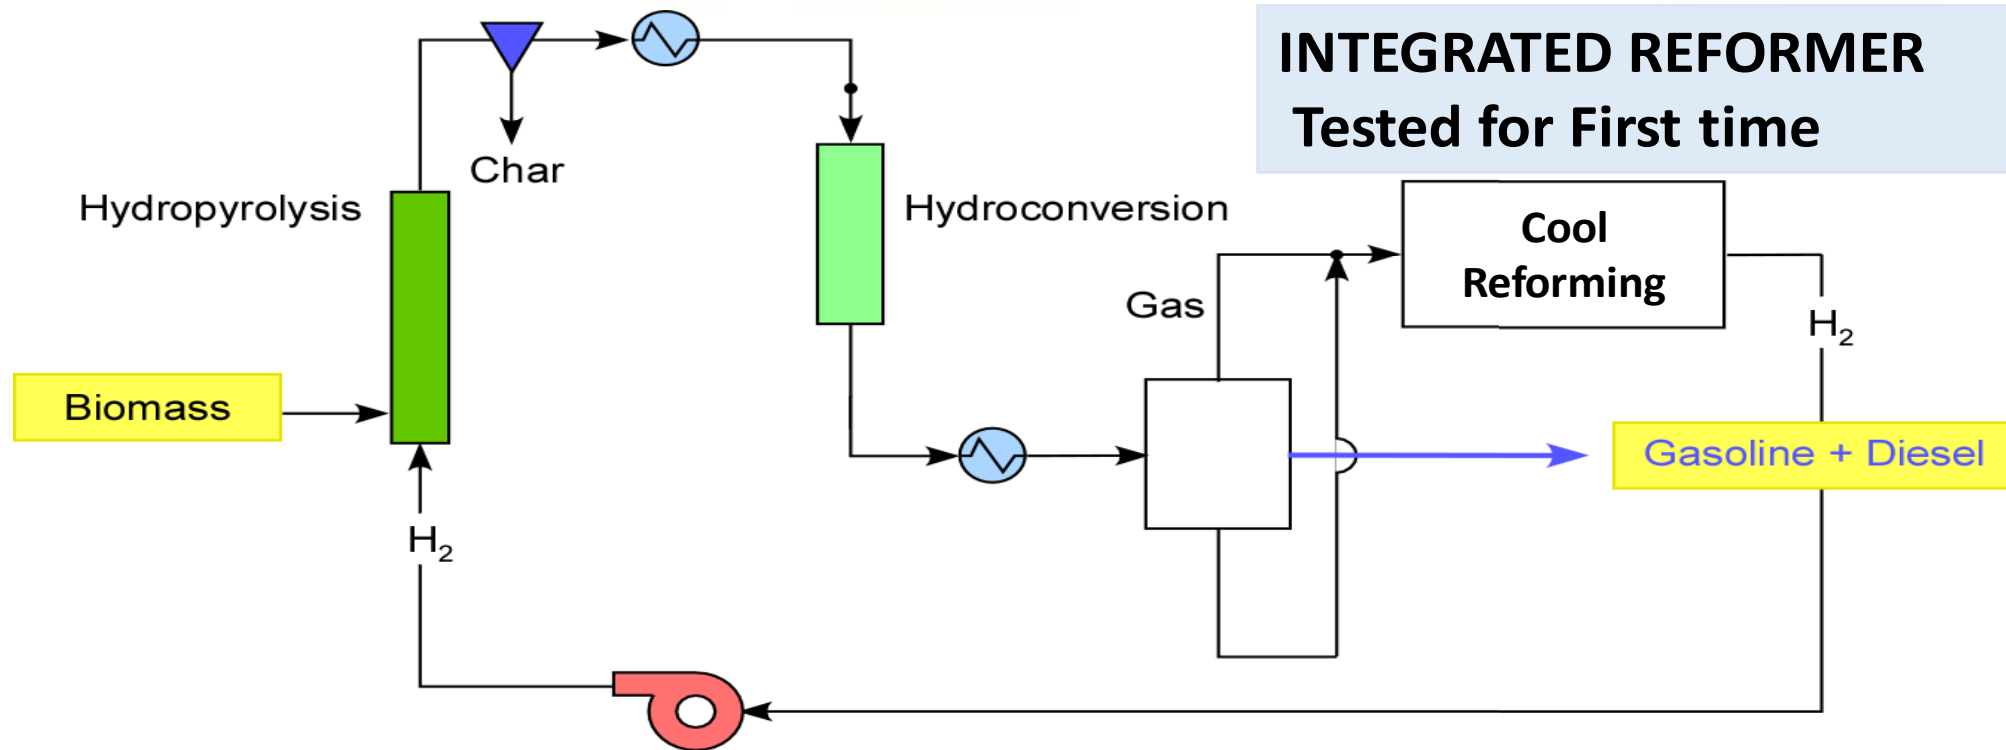 INTEGRATED REFORMER
Tested for First time
Char
Hydropyrolysis
Hydroconversion
Cool
Reforming
Gas
H₂
Biomass
Gasoline + Diesel
H₂